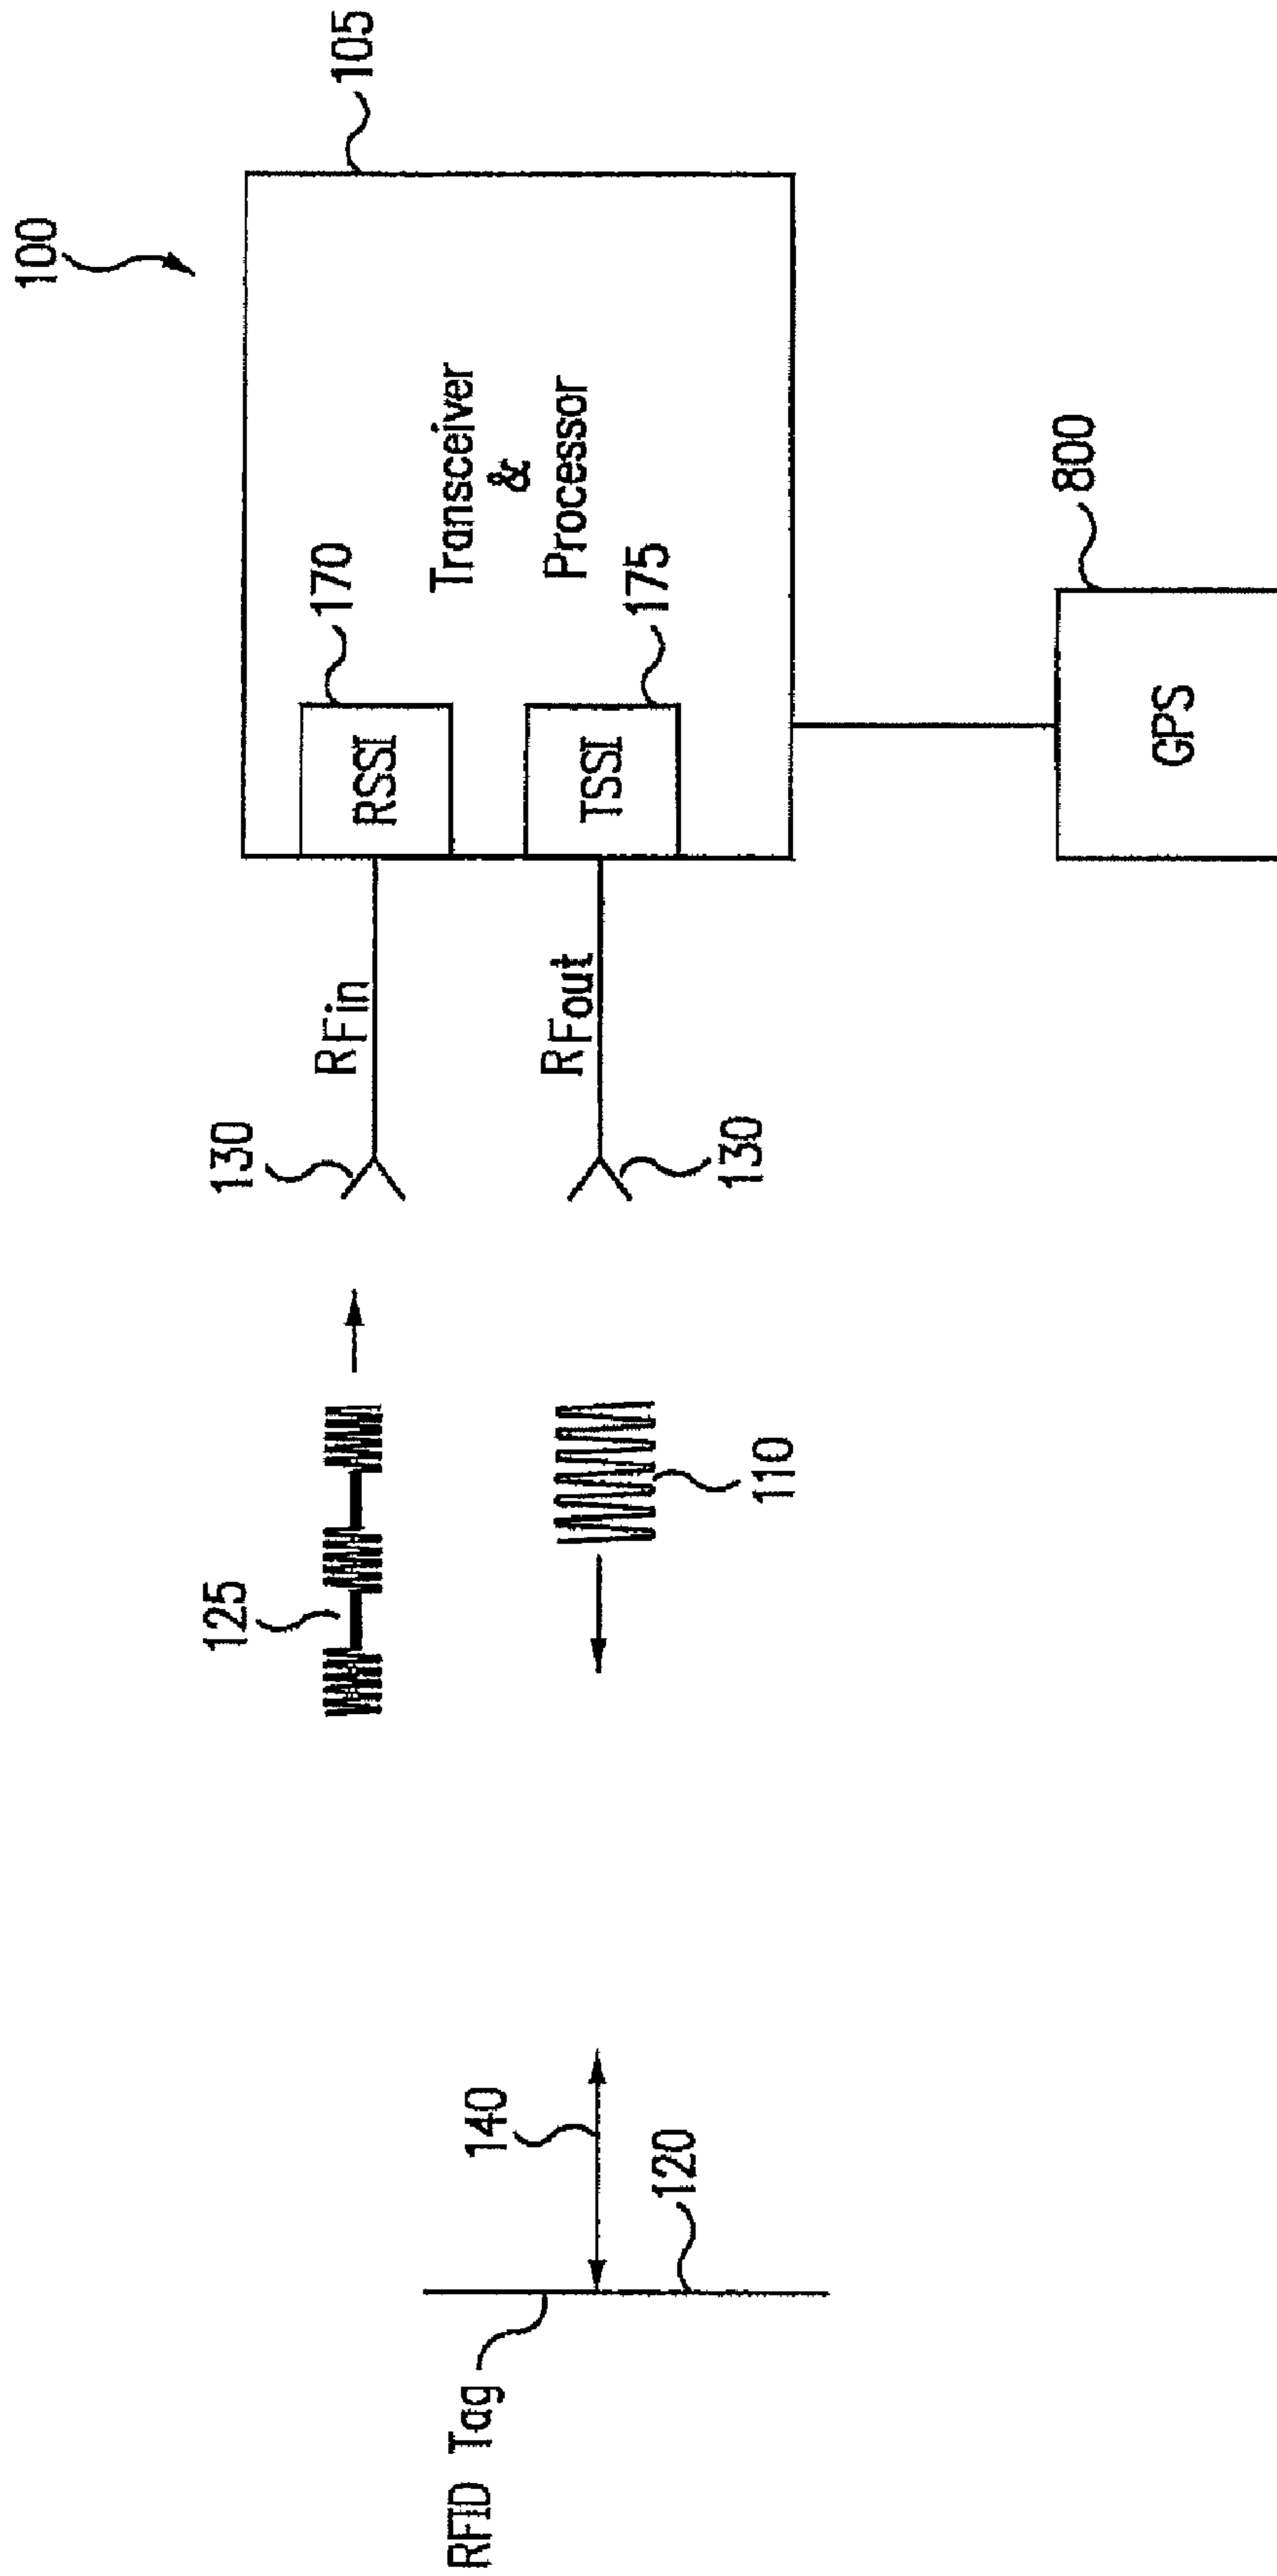 100
105
170
RSSI
Transceiver
&
Processor
175
TSSI
RFin
RFout
130
130
125
110
800
GPS
140
120
RFID Tag